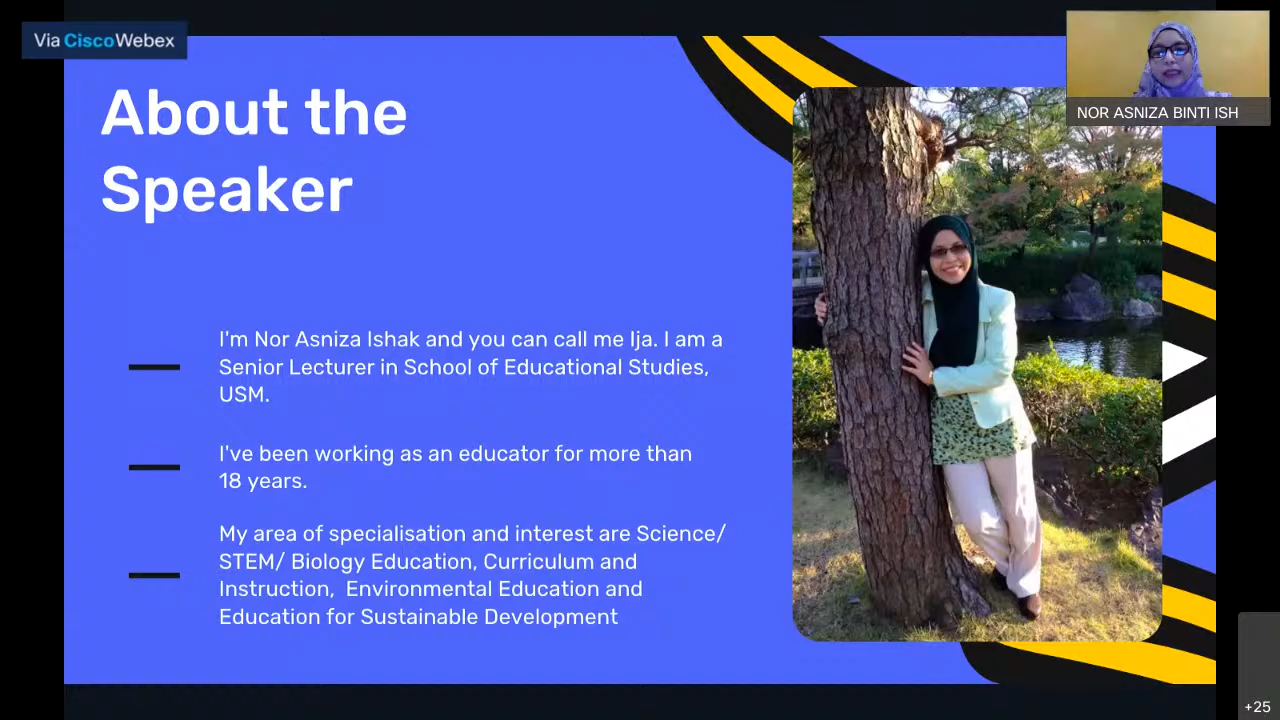 Via CiscoWebex
About the
Speaker
NOR ASNIZA BINTI ISH
I'm Nor Asniza Ishak and you can call me Ija. I am a
Senior Lecturer in School of Educational Studies,
USM.
I've been working as an educator for more than
18 years.
My area of specialisation and interest are Science/
STEM/ Biology Education, Curriculum and
Instruction,  Environmental Education and
Education for Sustainable Development
+25